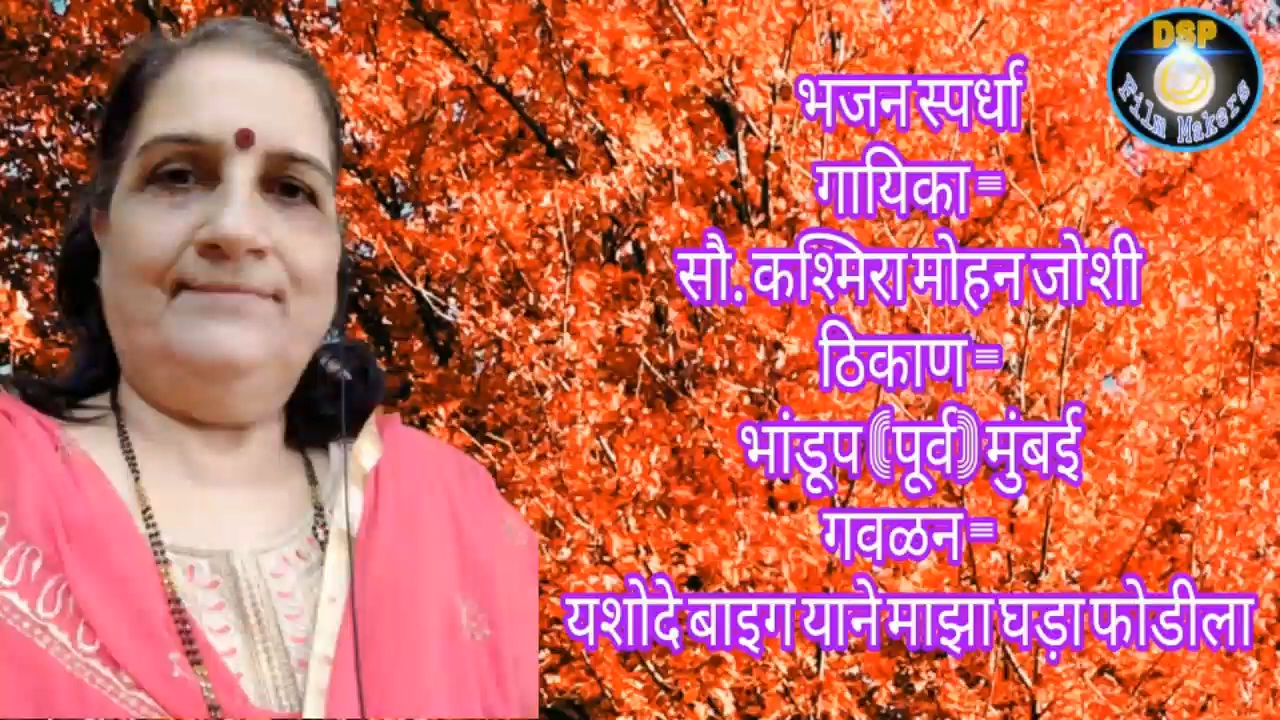 DSP
Film Makers
भजन स्पर्धा
गायिका =
सौ. कश्मिरा मोहन जोशी
ठिकाण =
भांडूप (पूर्व) मुंबई
गवळन =
यशोदे बाइग याने माझा घड़ा फोडीला